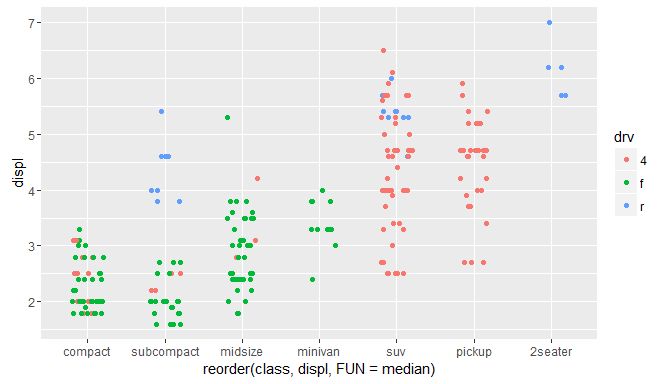 7
6
5
4
3
2
displ
compact subcompact midsize minivan suv pickup 2seater
reorder(class, displ, FUN = median)
drv
4
f
r